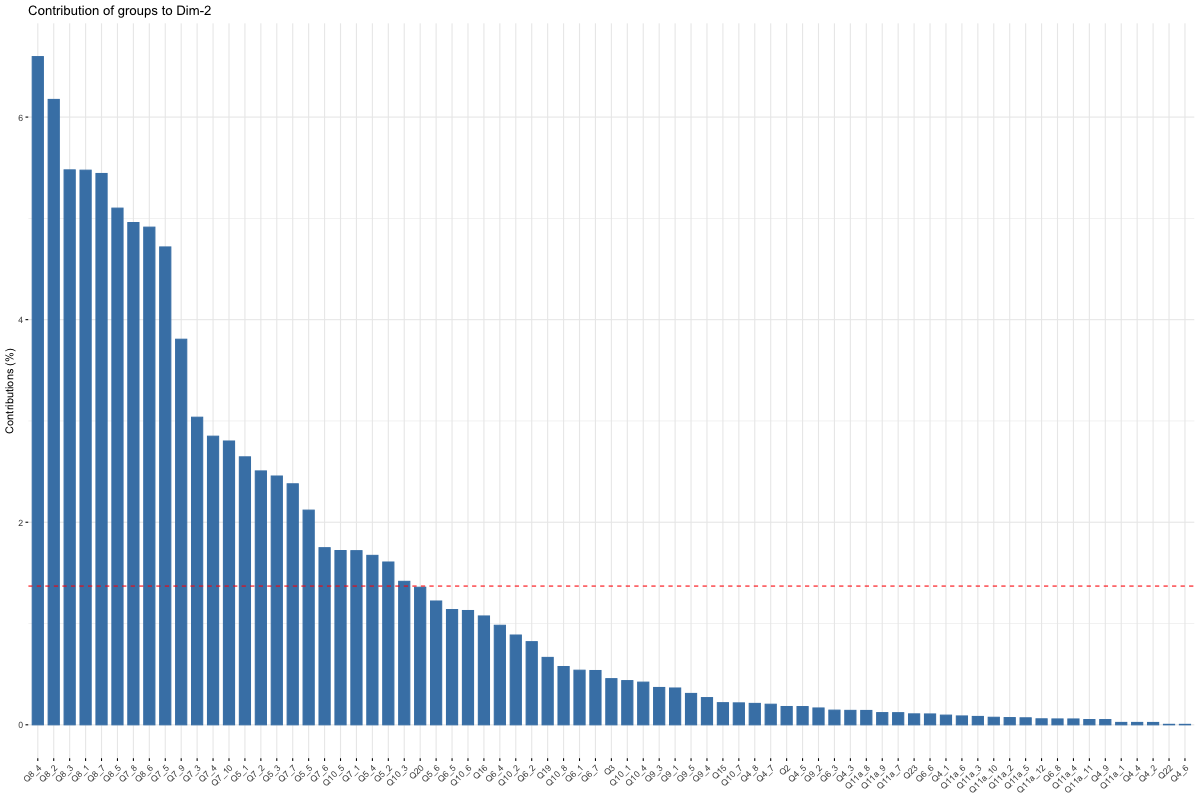 Contribution of groups to Dim-2
Contributions (%)
6
4
2
0
Q8_4
Q8_2
Q8_3
Q8_1
Q8_7
Q8_5
Q7_8
Q8_6
Q7_5
Q7_9
Q7_3
Q7_4
Q7_10
Q5_1
Q7_2
Q5_3
Q7_7
Q5_5
Q7_6
Q10_5
Q7_1
Q5_4
Q5_2
Q10_3
Q20
Q5_6
Q6_5
Q10_6
Q16
Q6_4
Q10_2
Q6_2
Q19
Q10_8
Q6_1
Q6_7
Q3
Q10_1
Q10_4
Q9_3
Q9_1
Q9_5
Q9_4
Q15
Q10_7
Q4_8
Q4_7
Q2
Q4_5
Q9_2
Q6_3
Q4_3
Q11a_8
Q11a_9
Q11a_7
Q23
Q6_6
Q4_1
Q11a_6
Q11a_3
Q11a_10
Q11a_2
Q11a_5
Q11a_12
Q6_8
Q11a_4
Q11a_11
Q4_9
Q11a_1
Q4_4
Q4_2
Q22
Q4_6